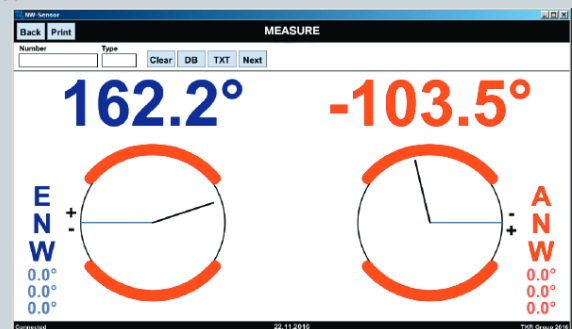 NW-Sensor
Back Print MEASURE
Number Type
Clear DB TXT Next
162.2° -103.5°
E
N
W
+
-
0.0°
0.0°
0.0°
-
+
A
N
W
0.0°
0.0°
0.0°
Connected 22.11.2016 TKR Group 2016